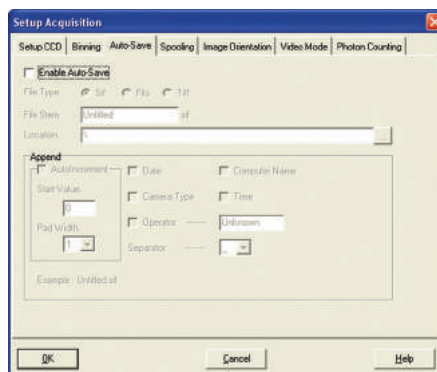 Setup Acquisition
Setup CCD Binning Auto-Save Spooling Image Orientation Video Mode Photon Counting
Enable Auto-Save
File Type Sif Fits Tiff
File Stem Untitled .sif
Location \ ...
Append
AutoIncrement Date Computer Name
Start Value Camera Type Time
0 Operator Unknown
Pad Width
1 Separator _
Example : Untitled.sif
OK Cancel Help